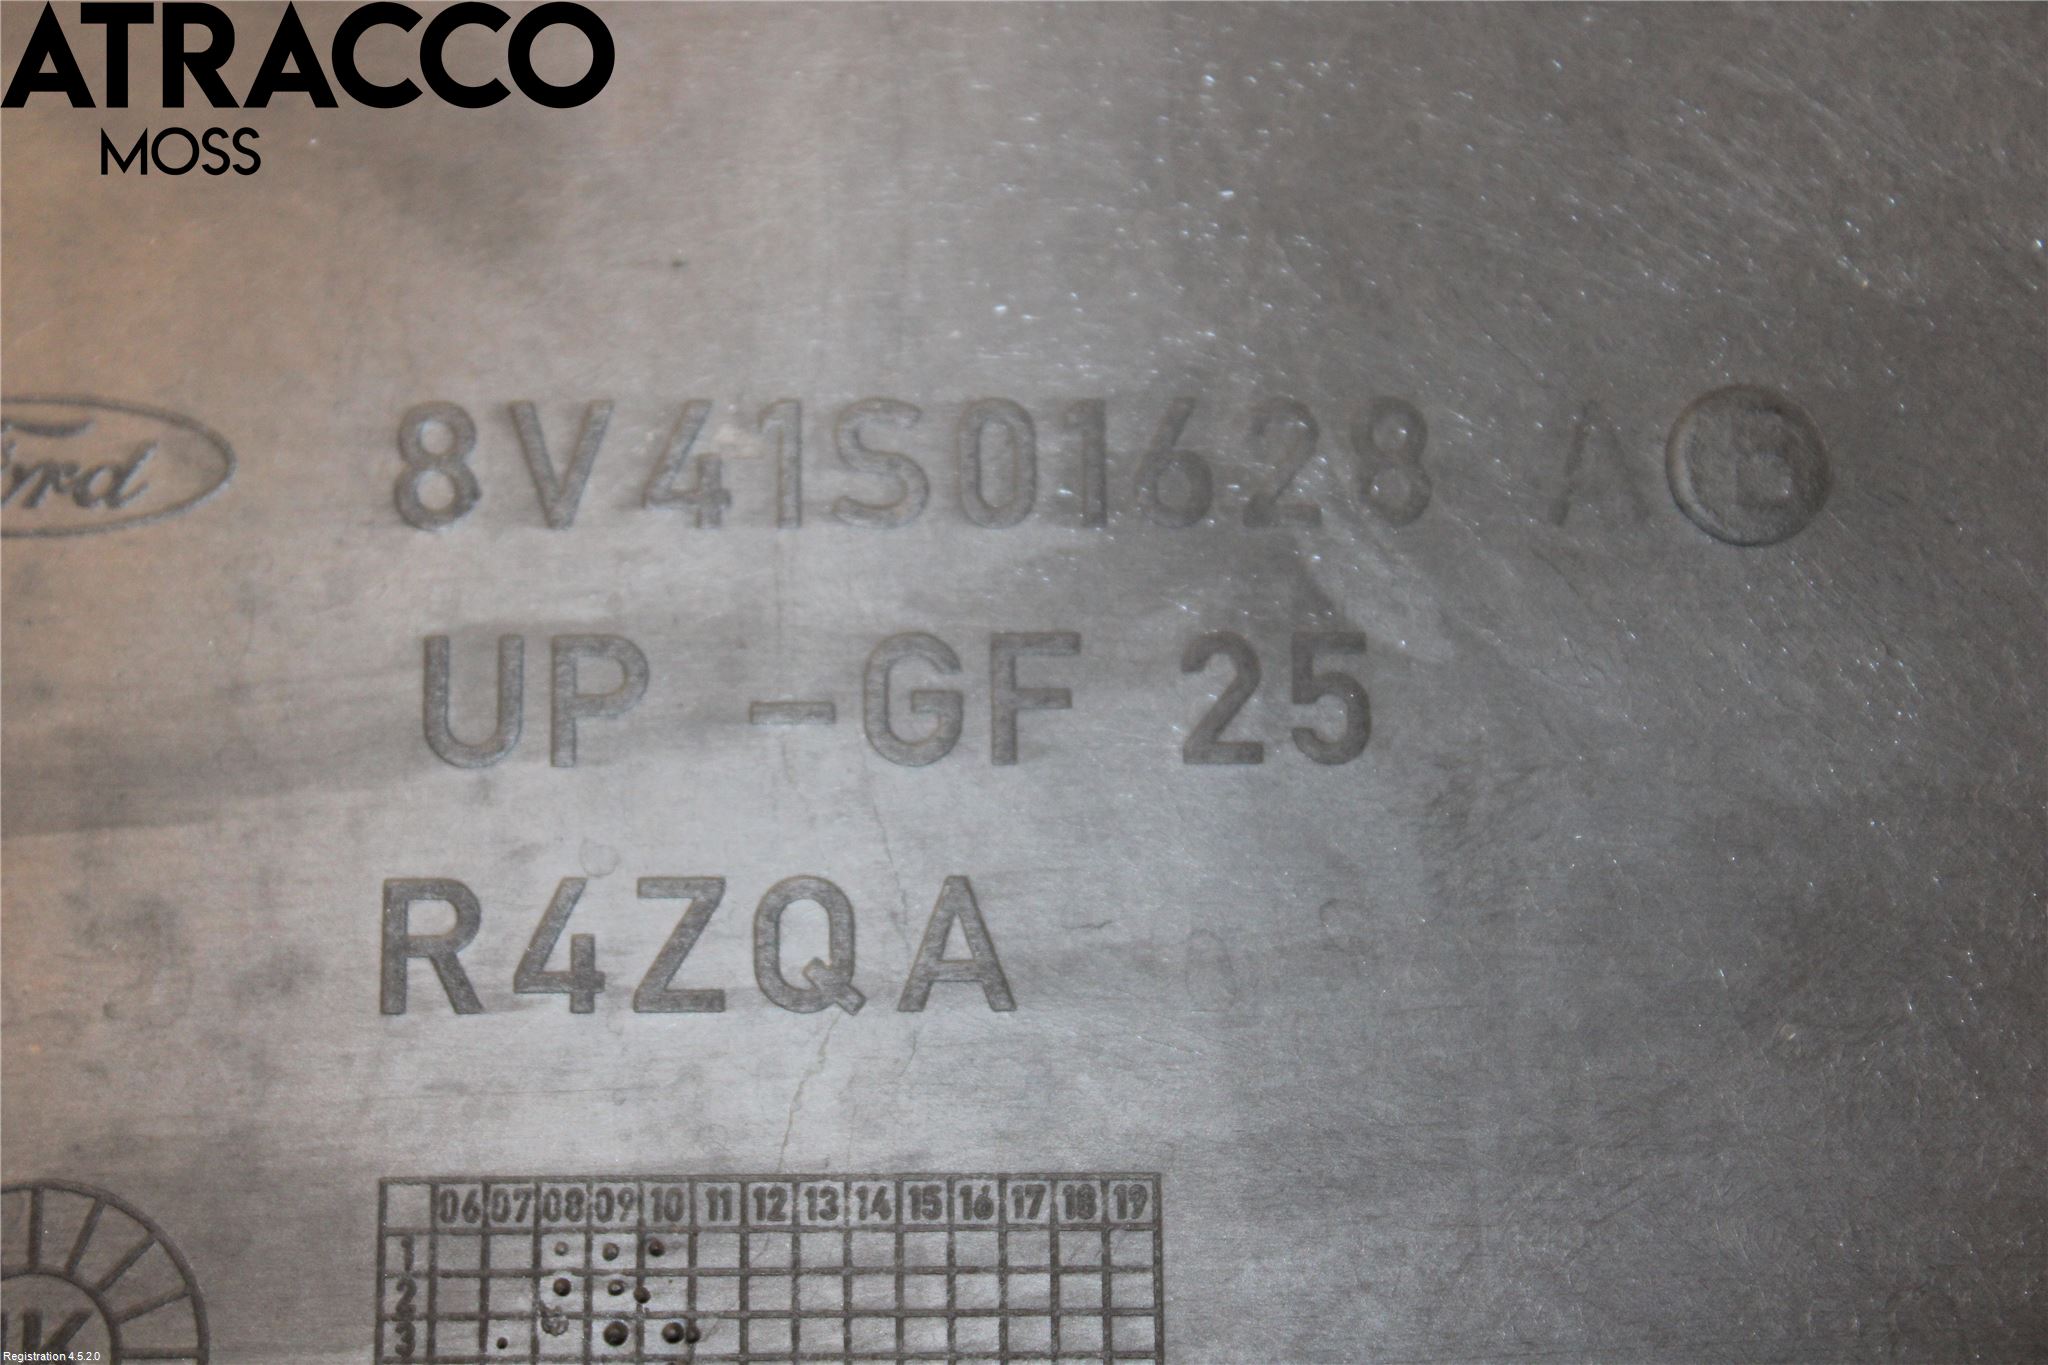 ATRACCO
MOSS
Ford 8V41S01628 A
UP -GF 25
R4ZQA
06 07 08 09 10 11 12 13 14 15 16 17 18 19
1
2
3
Registration 4.5.2.0